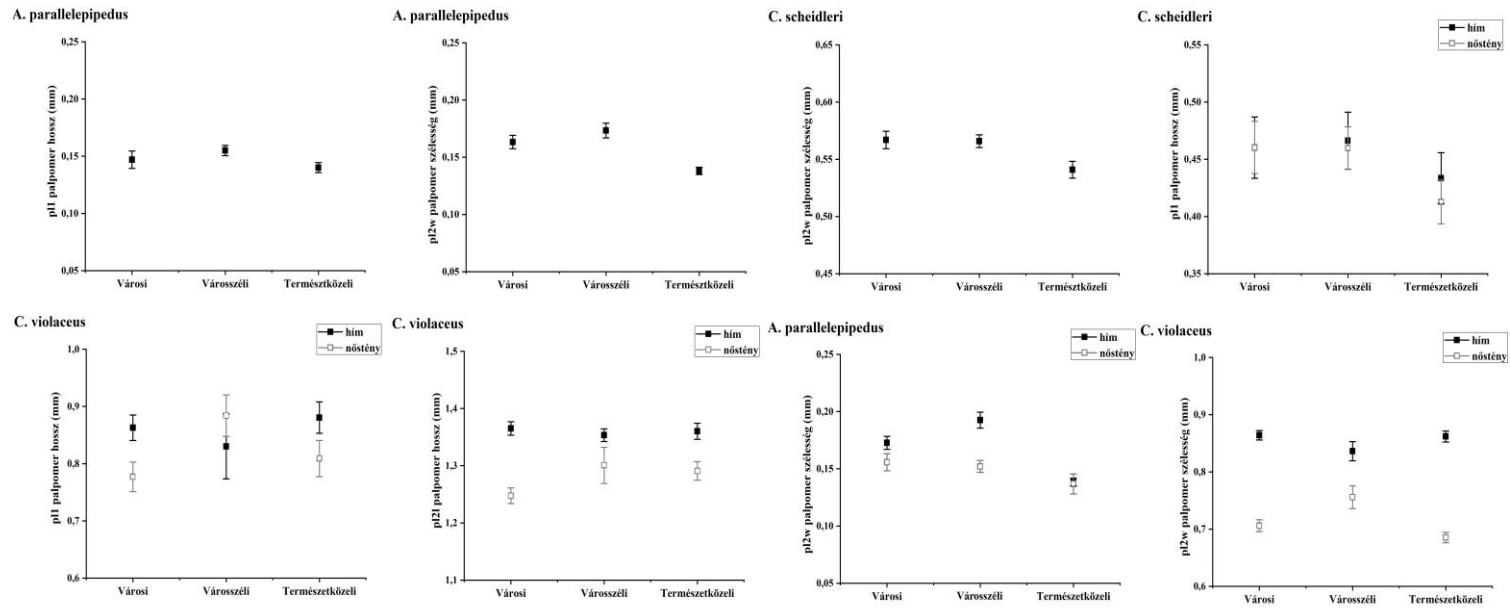 A. parallelepipedus
0,25
0,20
0,15
0,10
0,05
pl1 palpomer hossz (mm)
Városi
Városszéli
Természtközeli
A. parallelepipedus
0,25
0,20
0,15
0,10
0,05
pl2w palpomer szélesség (mm)
Városi
Városszéli
Természtközeli
C. scheidleri
0,65
0,60
0,55
0,50
0,45
pl2w palpomer szélesség (mm)
Városi
Városszéli
Természtközeli
C. scheidleri
hím
nőstény
0,55
0,50
0,45
0,40
0,35
pl1 palpomer hossz (mm)
Városi
Városszéli
Természtközeli
C. violaceus
hím
nőstény
1,0
0,9
0,8
0,7
0,6
pl1 palpomer hossz (mm)
Városi
Városszéli
Természtközeli
C. violaceus
hím
nőstény
1,5
1,4
1,3
1,2
1,1
pl2l palpomer hossz (mm)
Városi
Városszéli
Természtközeli
A. parallelepipedus
hím
nőstény
0,25
0,20
0,15
0,10
0,05
pl2w palpomer szélesség (mm)
Városi
Városszéli
Természetközeli
C. violaceus
hím
nőstény
1,0
0,9
0,8
0,7
0,6
pl2w palpomer szélesség (mm)
Városi
Városszéli
Természetközeli